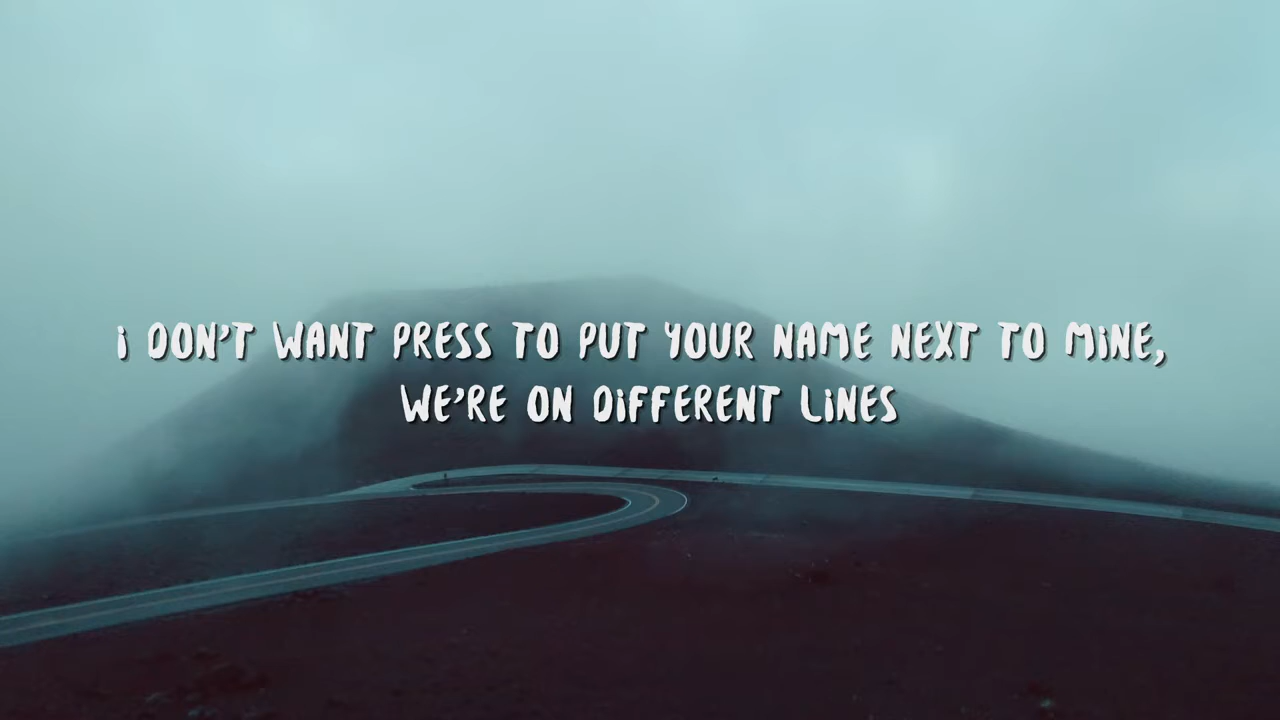 i DON'T WANT PRESS TO PUT YOUR NAME NEXT TO MiNE,
WE'RE ON DiFFERENT LiNES